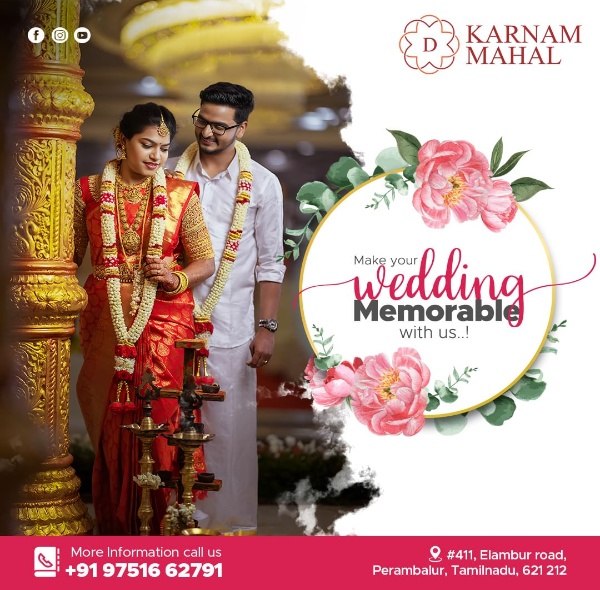 D
KARNAM
MAHAL
Make your
wedding
Memorable
with us..!
More Information call us
+91 97516 62791
#411, Elambur road,
Perambalur, Tamilnadu, 621 212